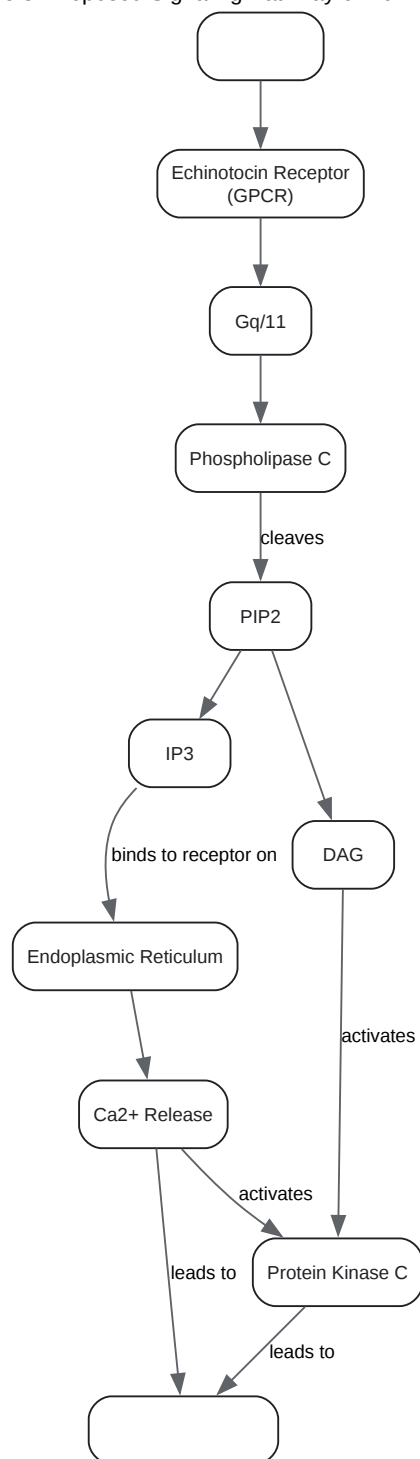 Echinotocin Receptor
(GPCR)
Gq/11
Phospholipase C
cleaves
PIP2
IP3
binds to receptor on
DAG
Endoplasmic Reticulum
activates
Ca2+ Release
activates
leads to
Protein Kinase C
leads to